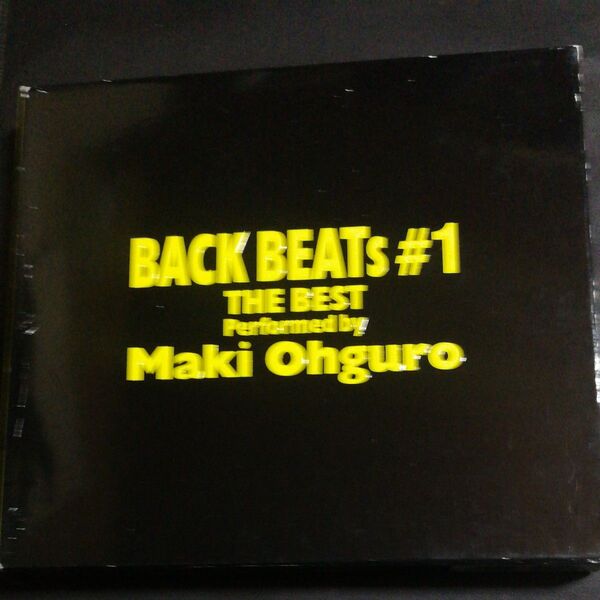 BACK BEATs #1
THE BEST
Performed by
Maki Ohguro